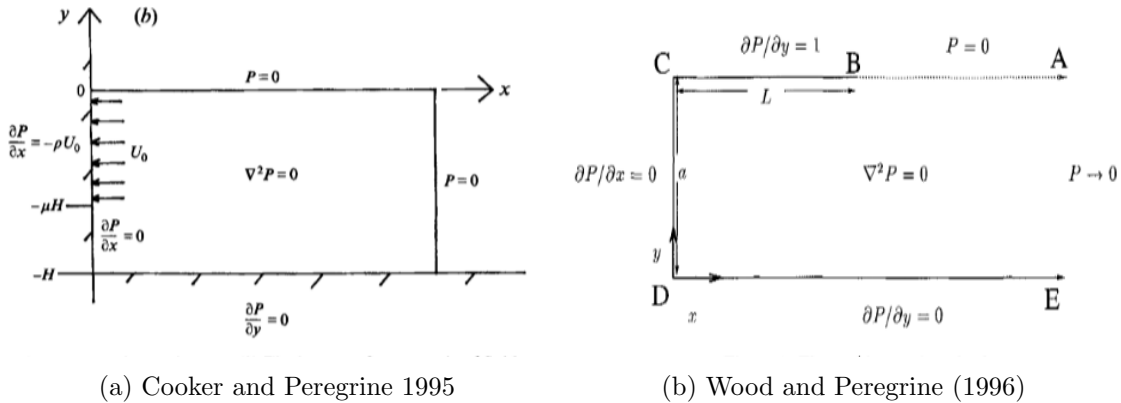 y (b)
P = 0
0 x
∂P/∂x = -ρU₀
U₀
∇²P = 0
P = 0
-μH
∂P/∂x = 0
-H
∂P/∂y = 0
(a) Cooker and Peregrine 1995
∂P/∂y = 1
P = 0
C
B
A
L
∂P/∂x = 0
a
∇²P = 0
P → 0
y
D
E
x
∂P/∂y = 0
(b) Wood and Peregrine (1996)